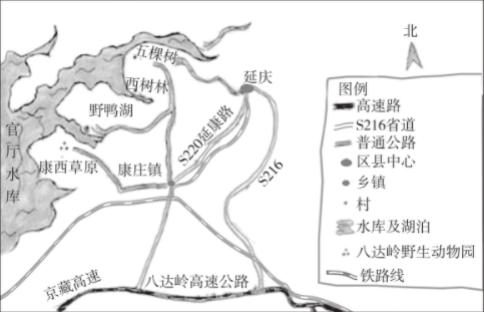 北
五棵树
延庆
西树林
野鸭湖
官厅水库
S220延康路
康西草原
康庄镇
S216
京藏高速
八达岭高速公路
图例
高速路
S216省道
普通公路
区县中心
乡镇
村
水库及湖泊
八达岭野生动物园
铁路线